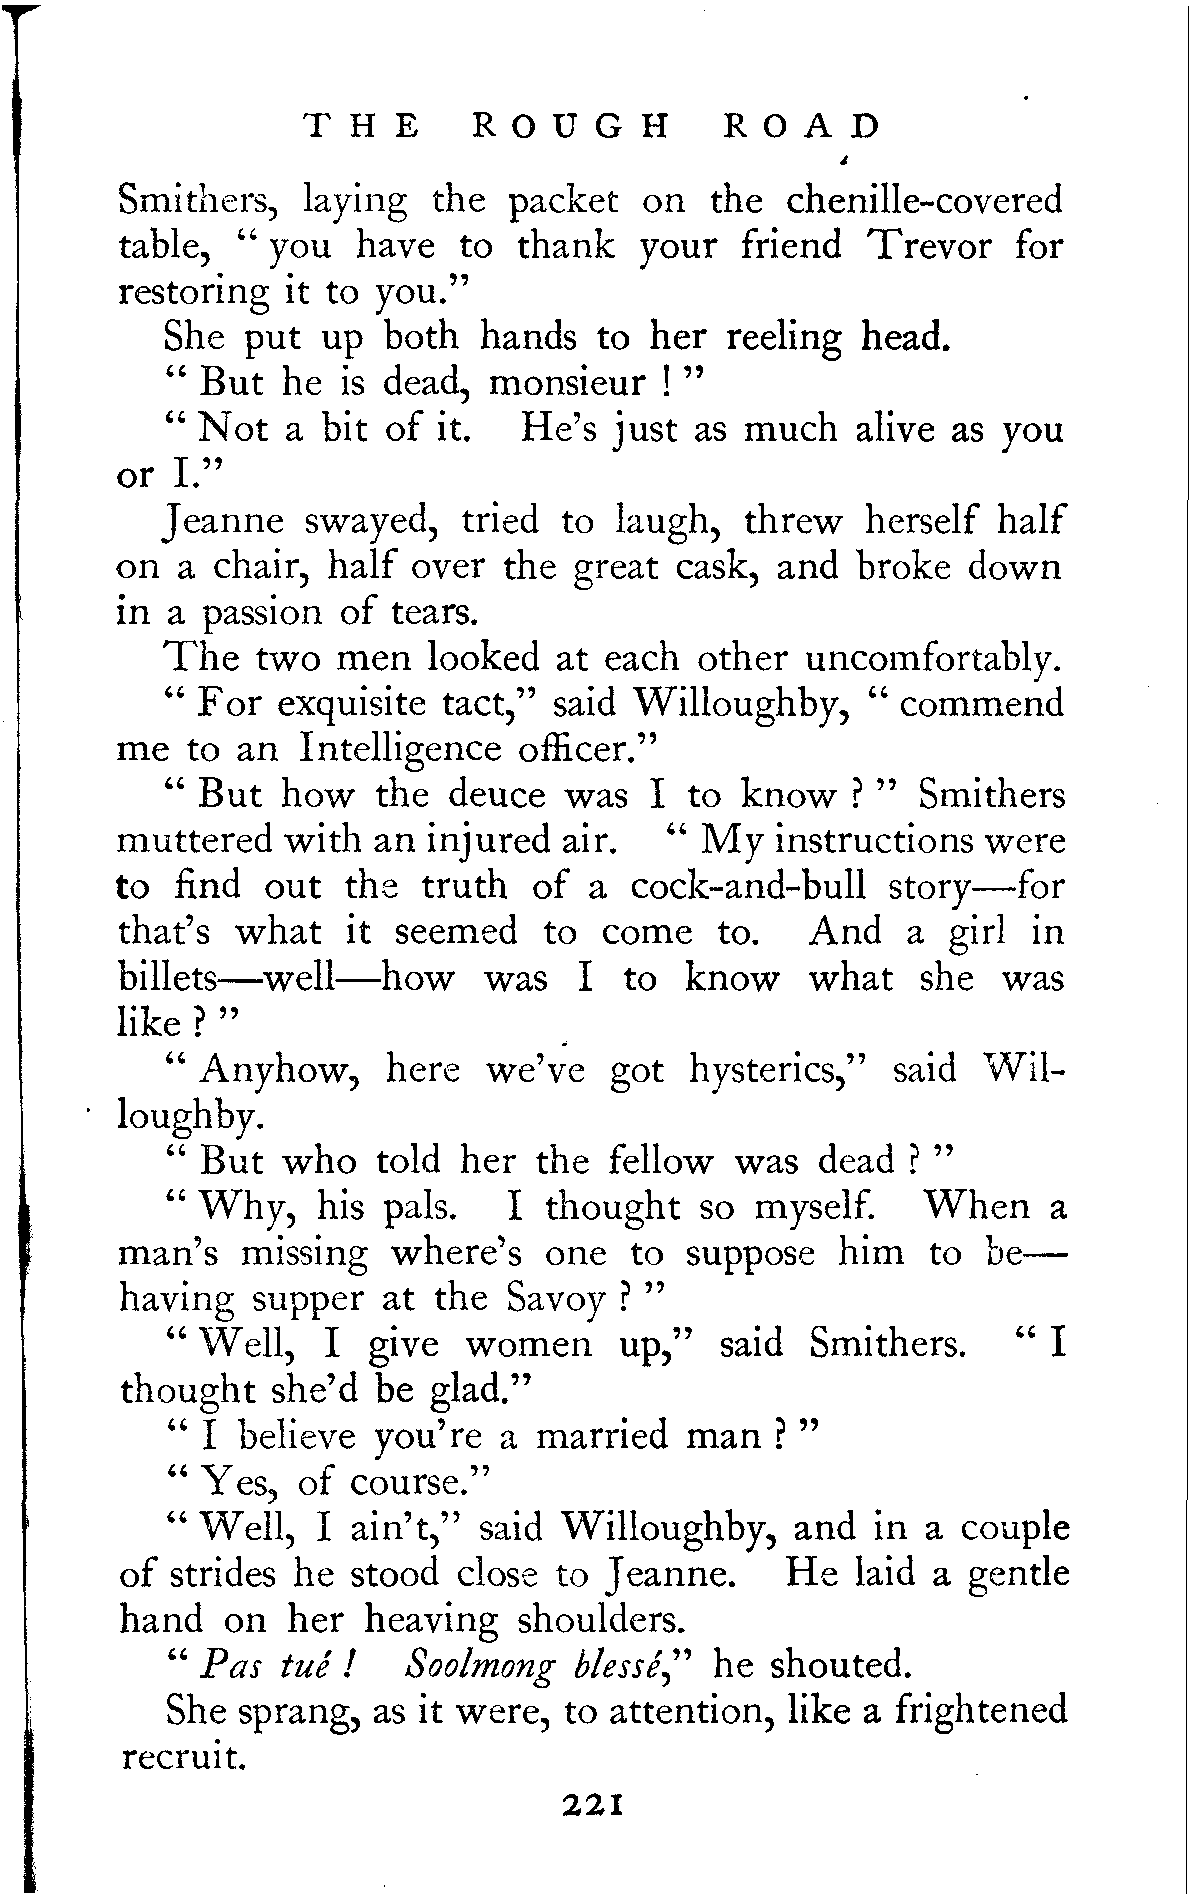 THE ROUGH ROAD
Smithers, laying the packet on the chenille-covered
table, “ you have to thank your friend Trevor for
restoring it to you.”
She put up both hands to her reeling head.
“ But he is dead, monsieur ! ”
“ Not a bit of it. He’s just as much alive as you
or I.”
Jeanne swayed, tried to laugh, threw herself half
on a chair, half over the great cask, and broke down
in a passion of tears.
The two men looked at each other uncomfortably.
“ For exquisite tact,” said Willoughby, “ commend
me to an Intelligence officer.”
“ But how the deuce was I to know ? ” Smithers
muttered with an injured air. “ My instructions were
to find out the truth of a cock-and-bull story—for
that’s what it seemed to come to. And a girl in
billets—well—how was I to know what she was
like ? ”
“ Anyhow, here we’ve got hysterics,” said Wil-
loughby.
“ But who told her the fellow was dead ? ”
“ Why, his pals. I thought so myself. When a
man’s missing where’s one to suppose him to be—
having supper at the Savoy ? ”
“ Well, I give women up,” said Smithers. “ I
thought she’d be glad.”
“ I believe you’re a married man ? ”
“ Yes, of course.”
“ Well, I ain’t,” said Willoughby, and in a couple
of strides he stood close to Jeanne. He laid a gentle
hand on her heaving shoulders.
“ Pas tué ! Soolmong blessé,” he shouted.
She sprang, as it were, to attention, like a frightened
recruit.
221